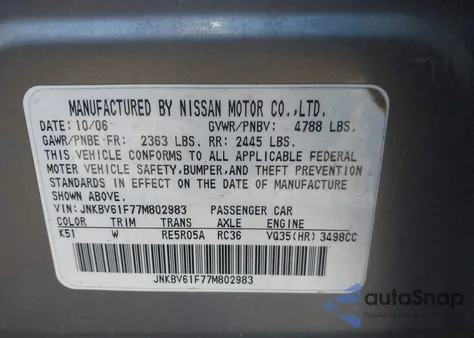 MANUFACTURED BY NISSAN MOTOR CO.,LTD.
DATE: 10/06 GVWR/PNBV: 4788 LBS.
GAWR/PNBE FR: 2363 LBS. RR: 2445 LBS.
THIS VEHICLE CONFORMS TO ALL APPLICABLE FEDERAL
MOTOR VEHICLE SAFETY, BUMPER, AND THEFT PREVENTION
STANDARDS IN EFFECT ON THE DATE OF MANUFACTURE
SHOWN ABOVE.
VIN: JNKBV61F77M802983 PASSENGER CAR
COLOR TRIM TRANS AXLE ENGINE
K51 W RE5R05A RC36 VQ35(HR) 3498CC
JNKBV61F77M802983
autoSnap